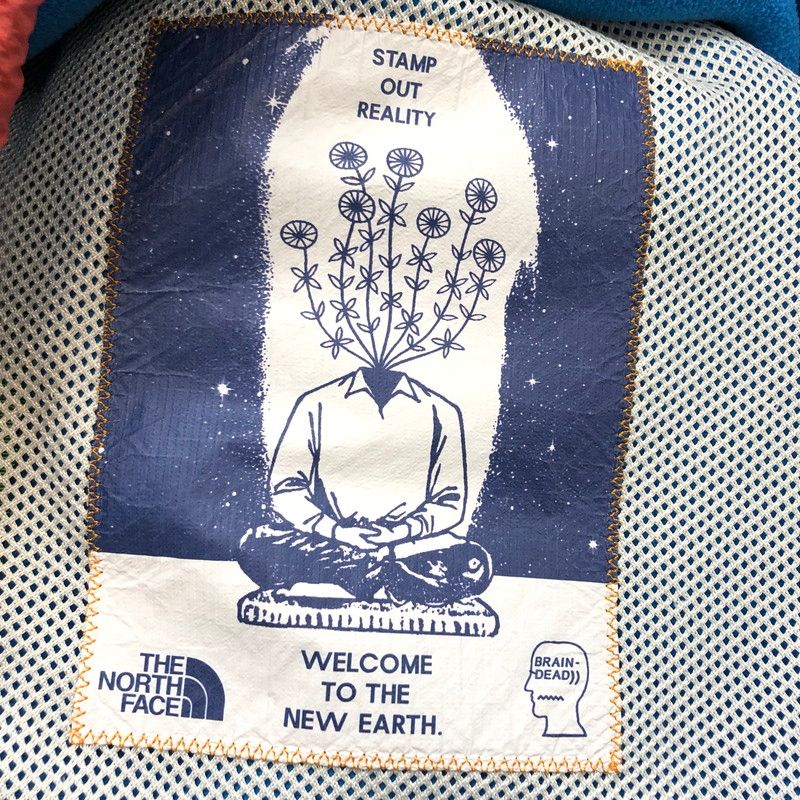 STAMP
OUT
REALITY
WELCOME
TO THE
NEW EARTH.
THE
NORTH
FACE
BRAIN-
DEAD))